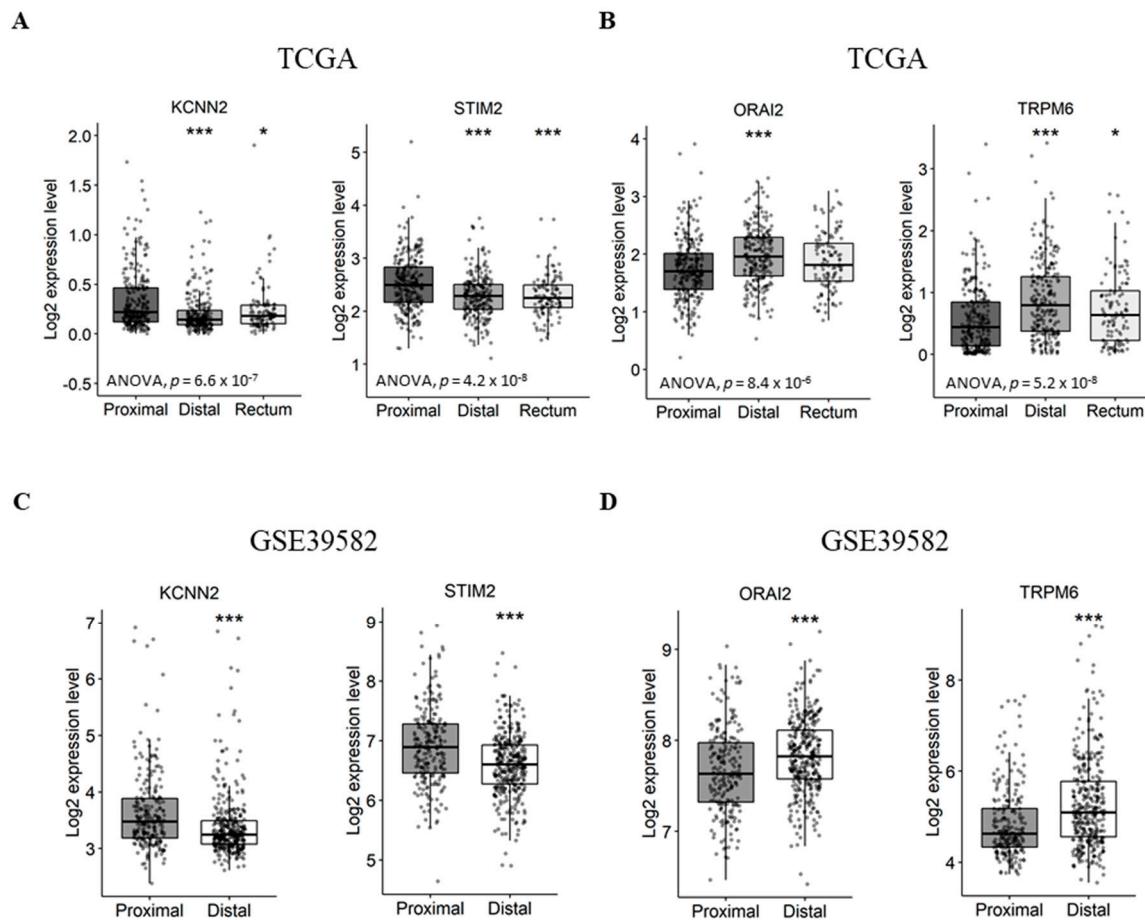 A
TCGA
KCNN2
*** *
Log2 expression level
2.0
1.5
1.0
0.5
0.0
-0.5
ANOVA, p = 6.6 x 10-7
Proximal Distal Rectum
STIM2
*** ***
Log2 expression level
5
4
3
2
1
ANOVA, p = 4.2 x 10-8
Proximal Distal Rectum
B
TCGA
ORAI2
***
Log2 expression level
4
3
2
1
0
ANOVA, p = 8.4 x 10-6
Proximal Distal Rectum
TRPM6
*** *
Log2 expression level
3
2
1
0
ANOVA, p = 5.2 x 10-8
Proximal Distal Rectum
C
GSE39582
KCNN2
***
Log2 expression level
7
6
5
4
3
Proximal Distal
STIM2
***
Log2 expression level
9
8
7
6
5
Proximal Distal
D
GSE39582
ORAI2
***
Log2 expression level
9
8
7
Proximal Distal
TRPM6
***
Log2 expression level
8
6
4
Proximal Distal